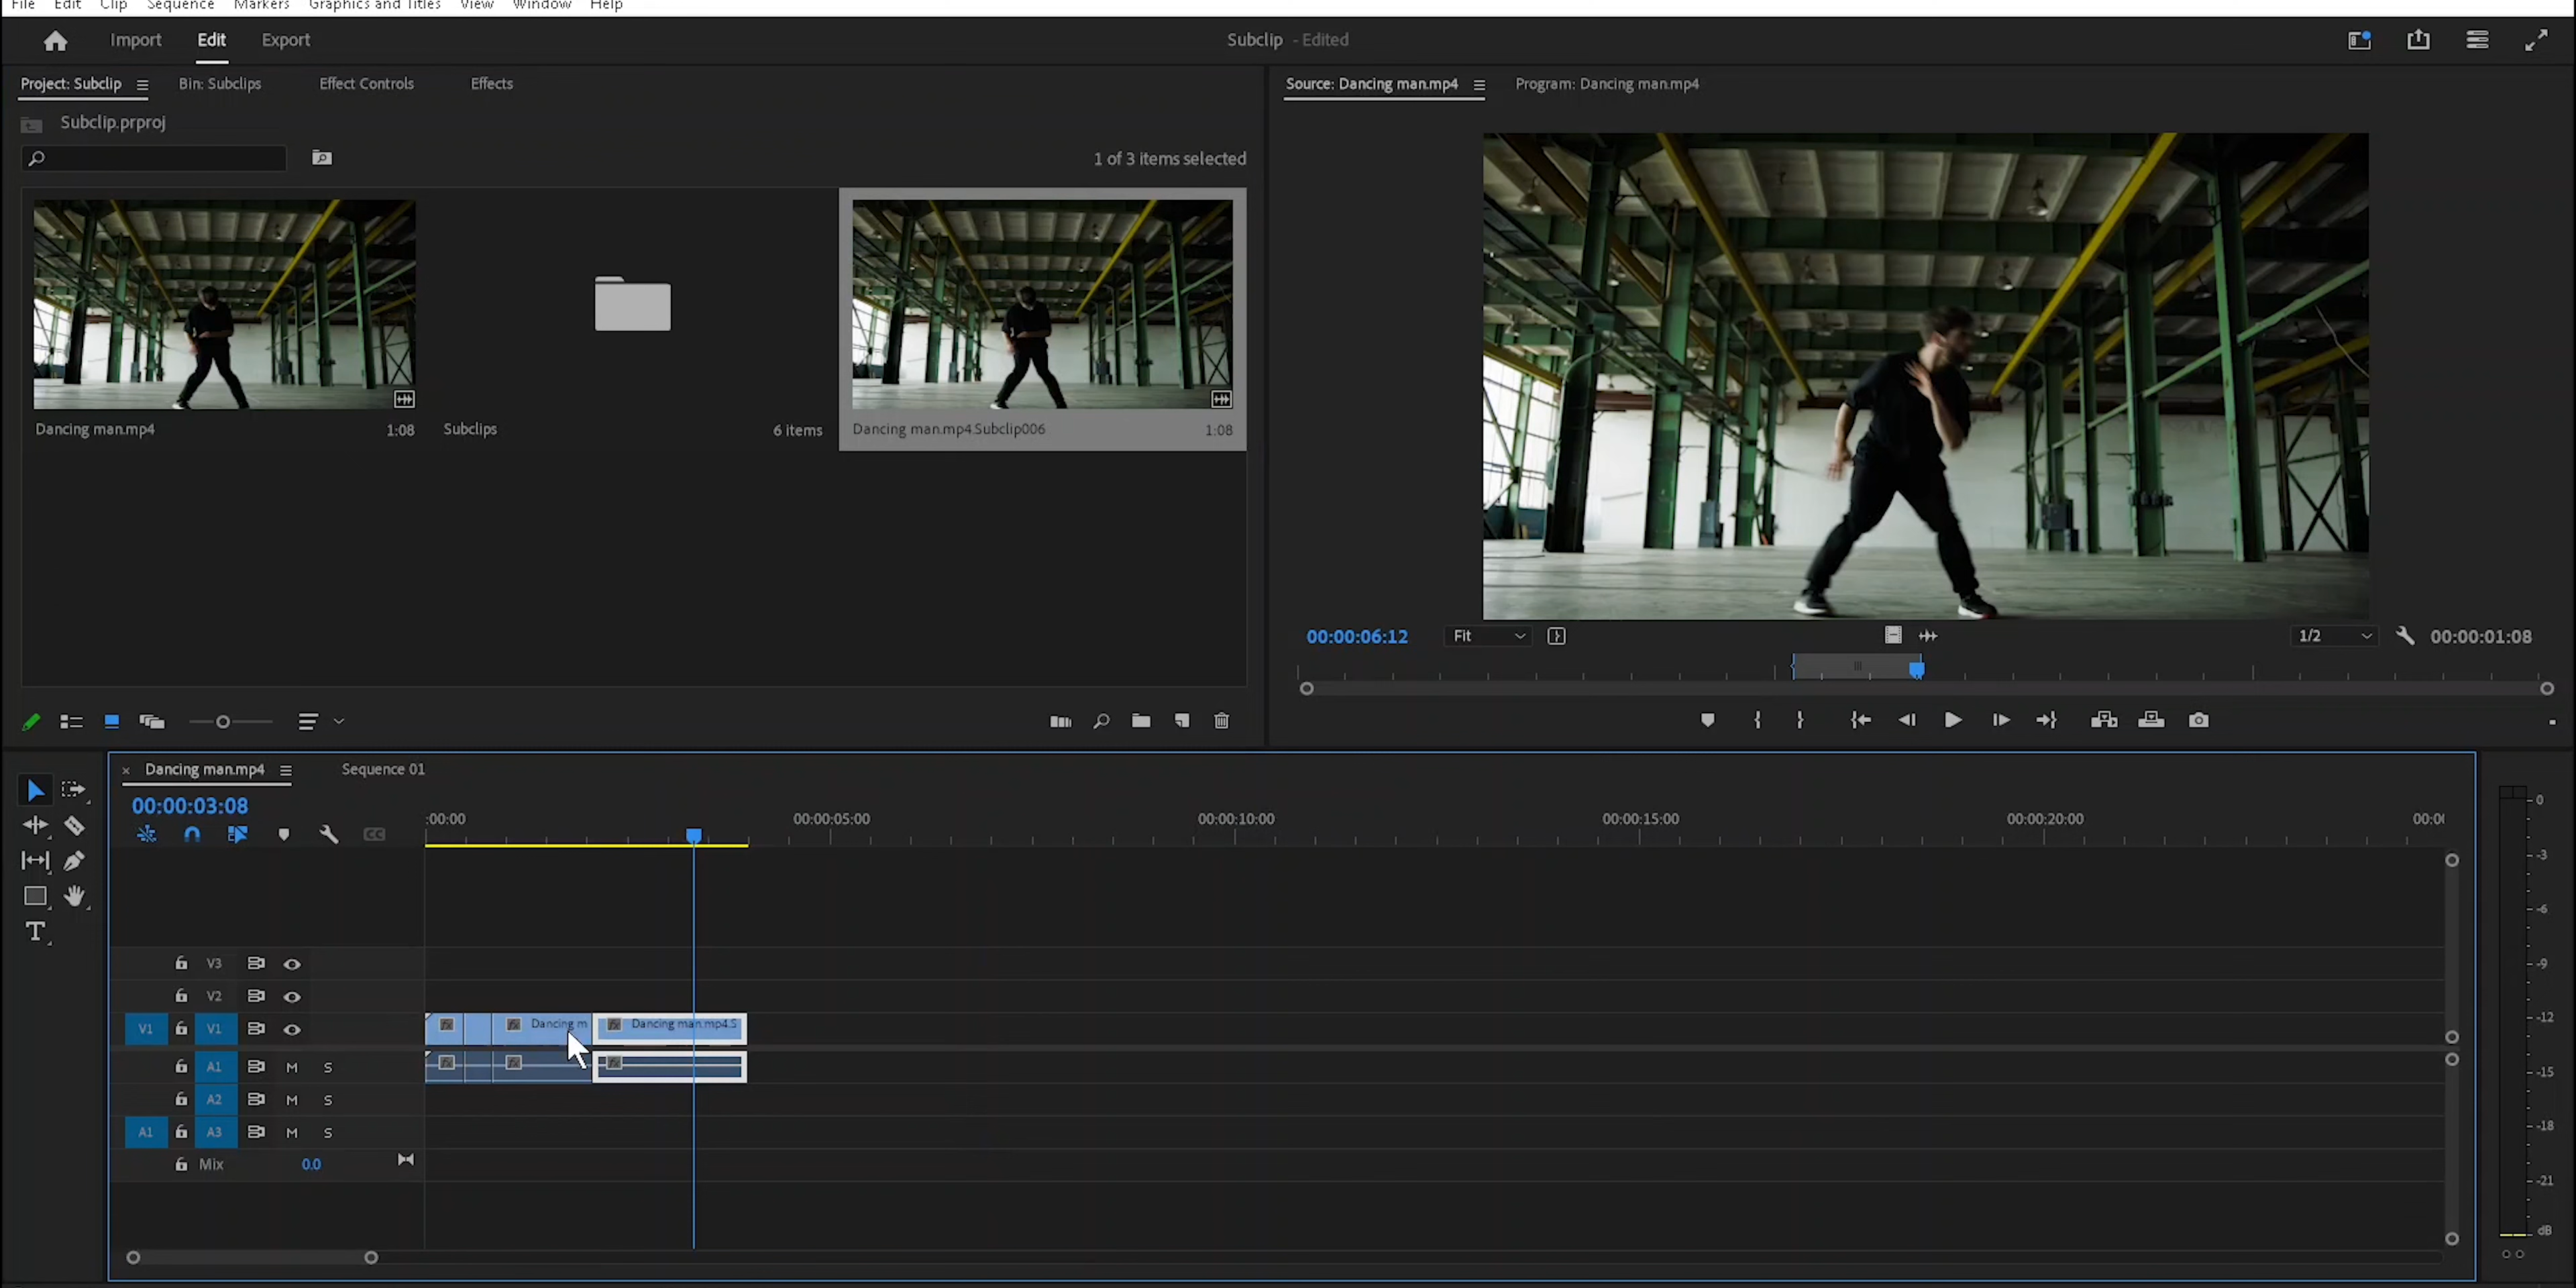 File Edit Clip Sequence Markers Graphics and Titles View Window Help
Import Edit Export
Subclip - Edited
Project: Subclip Bin: Subclips Effect Controls Effects
Source: Dancing man.mp4 Program: Dancing man.mp4
Subclip.prproj
1 of 3 items selected
Dancing man.mp4 1:08
Subclips 6 items
Dancing man.mp4.Subclip006 1:08
00:00:06:12 Fit 1/2 00:00:01:08
Dancing man.mp4 Sequence 01
00:00:03:08
:00:00 00:00:05:00 00:00:10:00 00:00:15:00 00:00:20:00 00:0
CC
V3
V2
V1 V1
Dancing m Dancing man.mp4.S
A1 M S
A2 M S
A1 A3 M S
Mix 0.0
T
0
-3
-6
-9
-12
-15
-18
-21
dB